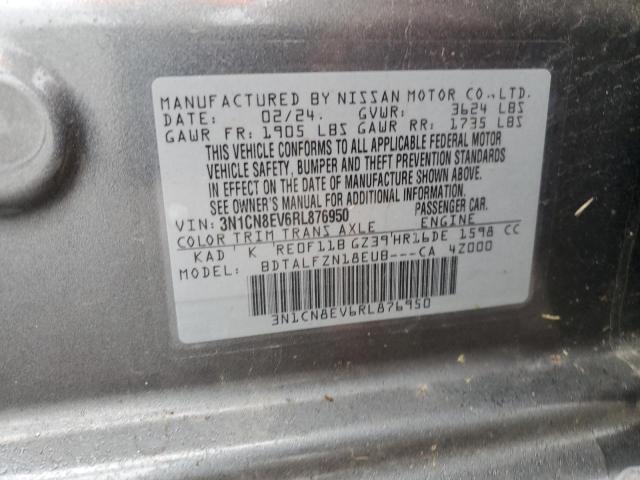 MANUFACTURED BY NISSAN MOTOR CO.,LTD.
DATE: 02/24. GVWR: 3624 LBS
GAWR FR: 1905 LBS GAWR RR: 1735 LBS
THIS VEHICLE CONFORMS TO ALL APPLICABLE FEDERAL MOTOR
VEHICLE SAFETY, BUMPER AND THEFT PREVENTION STANDARDS
IN EFFECT ON THE DATE OF MANUFACTURE SHOWN ABOVE.
SEE OWNER'S MANUAL FOR ADDITIONAL INFORMATION.
VIN: 3N1CN8EV6RL876950 PASSENGER CAR.
COLOR TRIM TRANS AXLE ENGINE
KAD K RE0F11B GZ39 HR16DE 1598 CC
MODEL: BDTALFZN18EUB---CA 4Z000
3N1CN8EV6RL876950